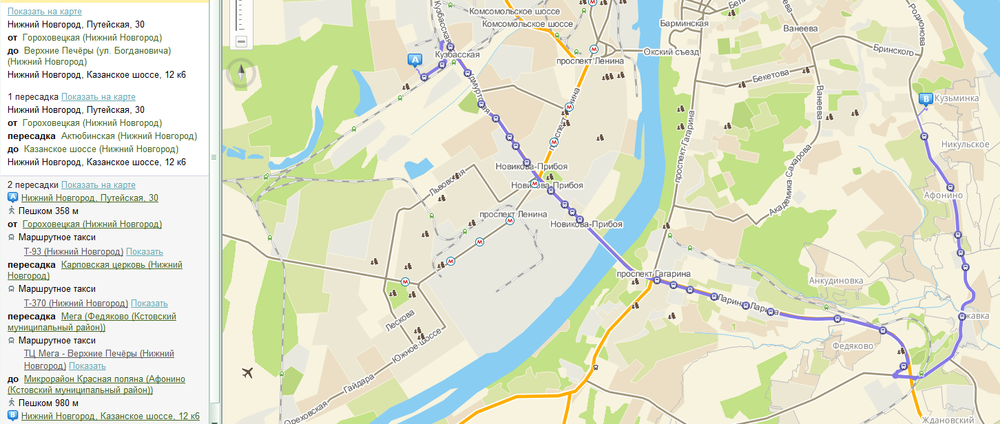 Показать на карте
Нижний Новгород, Путейская, 30
от Гороховецкая (Нижний Новгород)
до Верхние Печёры (ул. Богдановича)
(Нижний Новгород)
Нижний Новгород, Казанское шоссе, 12 к6
1 пересадка Показать на карте
Нижний Новгород, Путейская, 30
от Гороховецкая (Нижний Новгород)
пересадка Актюбинская (Нижний Новгород)
до Казанское шоссе (Нижний Новгород)
Нижний Новгород, Казанское шоссе, 12 к6
2 пересадки Показать на карте
A Нижний Новгород, Путейская, 30
Пешком 358 м
от Гороховецкая (Нижний Новгород)
Маршрутное такси
Т-93 (Нижний Новгород) Показать
пересадка Карповская церковь (Нижний
Новгород)
Маршрутное такси
Т-370 (Нижний Новгород) Показать
пересадка Мега (Федяково (Кстовский
муниципальный район))
Маршрутное такси
ТЦ Мега - Верхние Печёры (Нижний
Новгород) Показать
до Микрорайон Красная поляна (Афонино
(Кстовский муниципальный район))
Пешком 980 м
B Нижний Новгород, Казанское шоссе, 12 к6
Кузбасская
Комсомольское шоссе
Комсомольское шоссе
Барминская
Ванеева
Ванеева
Родионова
Бринского
Окский съезд
Кузбасская
A
проспект Ленина
Удмуртская
проспект Ленина
Бекетова
Ванеева
B
Кузьминка
Никульское
проспект Гагарина
Академика Сахарова
Новикова-Прибоя
Новикова-Прибоя
Львовская
Афонино
проспект Ленина
Новикова-Прибоя
проспект Гагарина
Анкудиновка
Ларина
Ларина
Лескова
Южное шоссе
Федяково
Гайдара
Ореховская
Ждановский